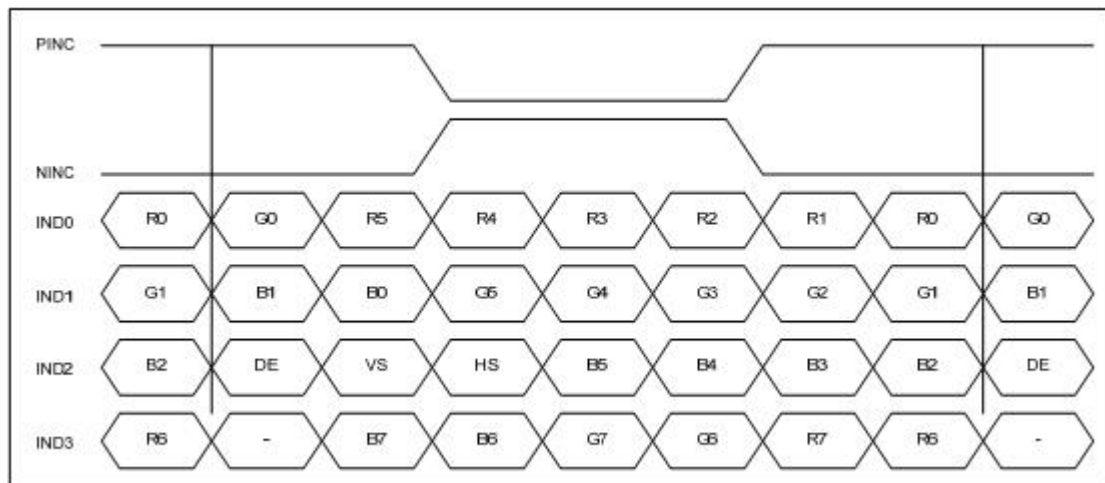 PINC
NINC
IND0 R0 G0 R5 R4 R3 R2 R1 R0 G0
IND1 G1 B1 B0 G5 G4 G3 G2 G1 B1
IND2 B2 DE VS HS B5 B4 B3 B2 DE
IND3 R6 - B7 B6 G7 G6 R7 R6 -